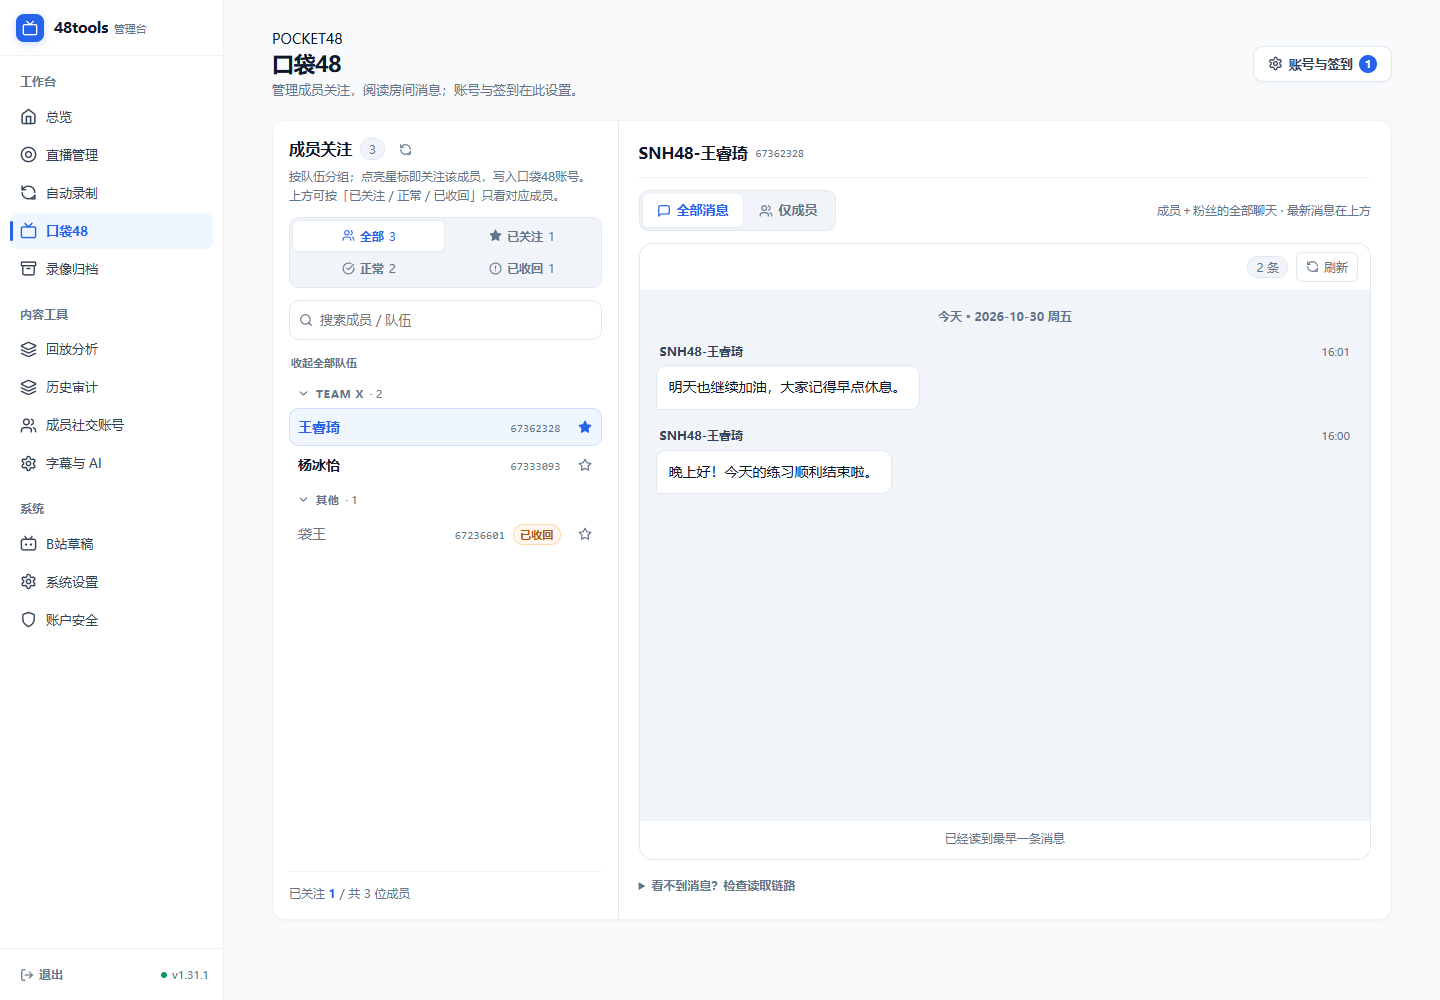 48tools 管理台
工作台
总览
直播管理
自动录制
口袋48
录像归档
内容工具
回放分析
历史审计
成员社交账号
字幕与 AI
系统
B站草稿
系统设置
账户安全
退出
v1.31.1
POCKET48
口袋48
管理成员关注，阅读房间消息；账号与签到在此设置。
账号与签到 1
成员关注 3
按队伍分组；点亮星标即关注该成员，写入口袋48账号。
上方可按「已关注 / 正常 / 已收回」只看对应成员。
全部 3
已关注 1
正常 2
已收回 1
搜索成员 / 队伍
收起全部队伍
TEAM X · 2
王睿琦 67362328
杨冰怡 67333093
其他 · 1
袋王 67236601 已收回
已关注 1 / 共 3 位成员
SNH48-王睿琦 67362328
全部消息
仅成员
成员 + 粉丝的全部聊天 · 最新消息在上方
2 条
刷新
今天 • 2026-10-30 周五
SNH48-王睿琦 16:01
明天也继续加油，大家记得早点休息。
SNH48-王睿琦 16:00
晚上好！今天的练习顺利结束啦。
已经读到最早一条消息
看不到消息？检查读取链路